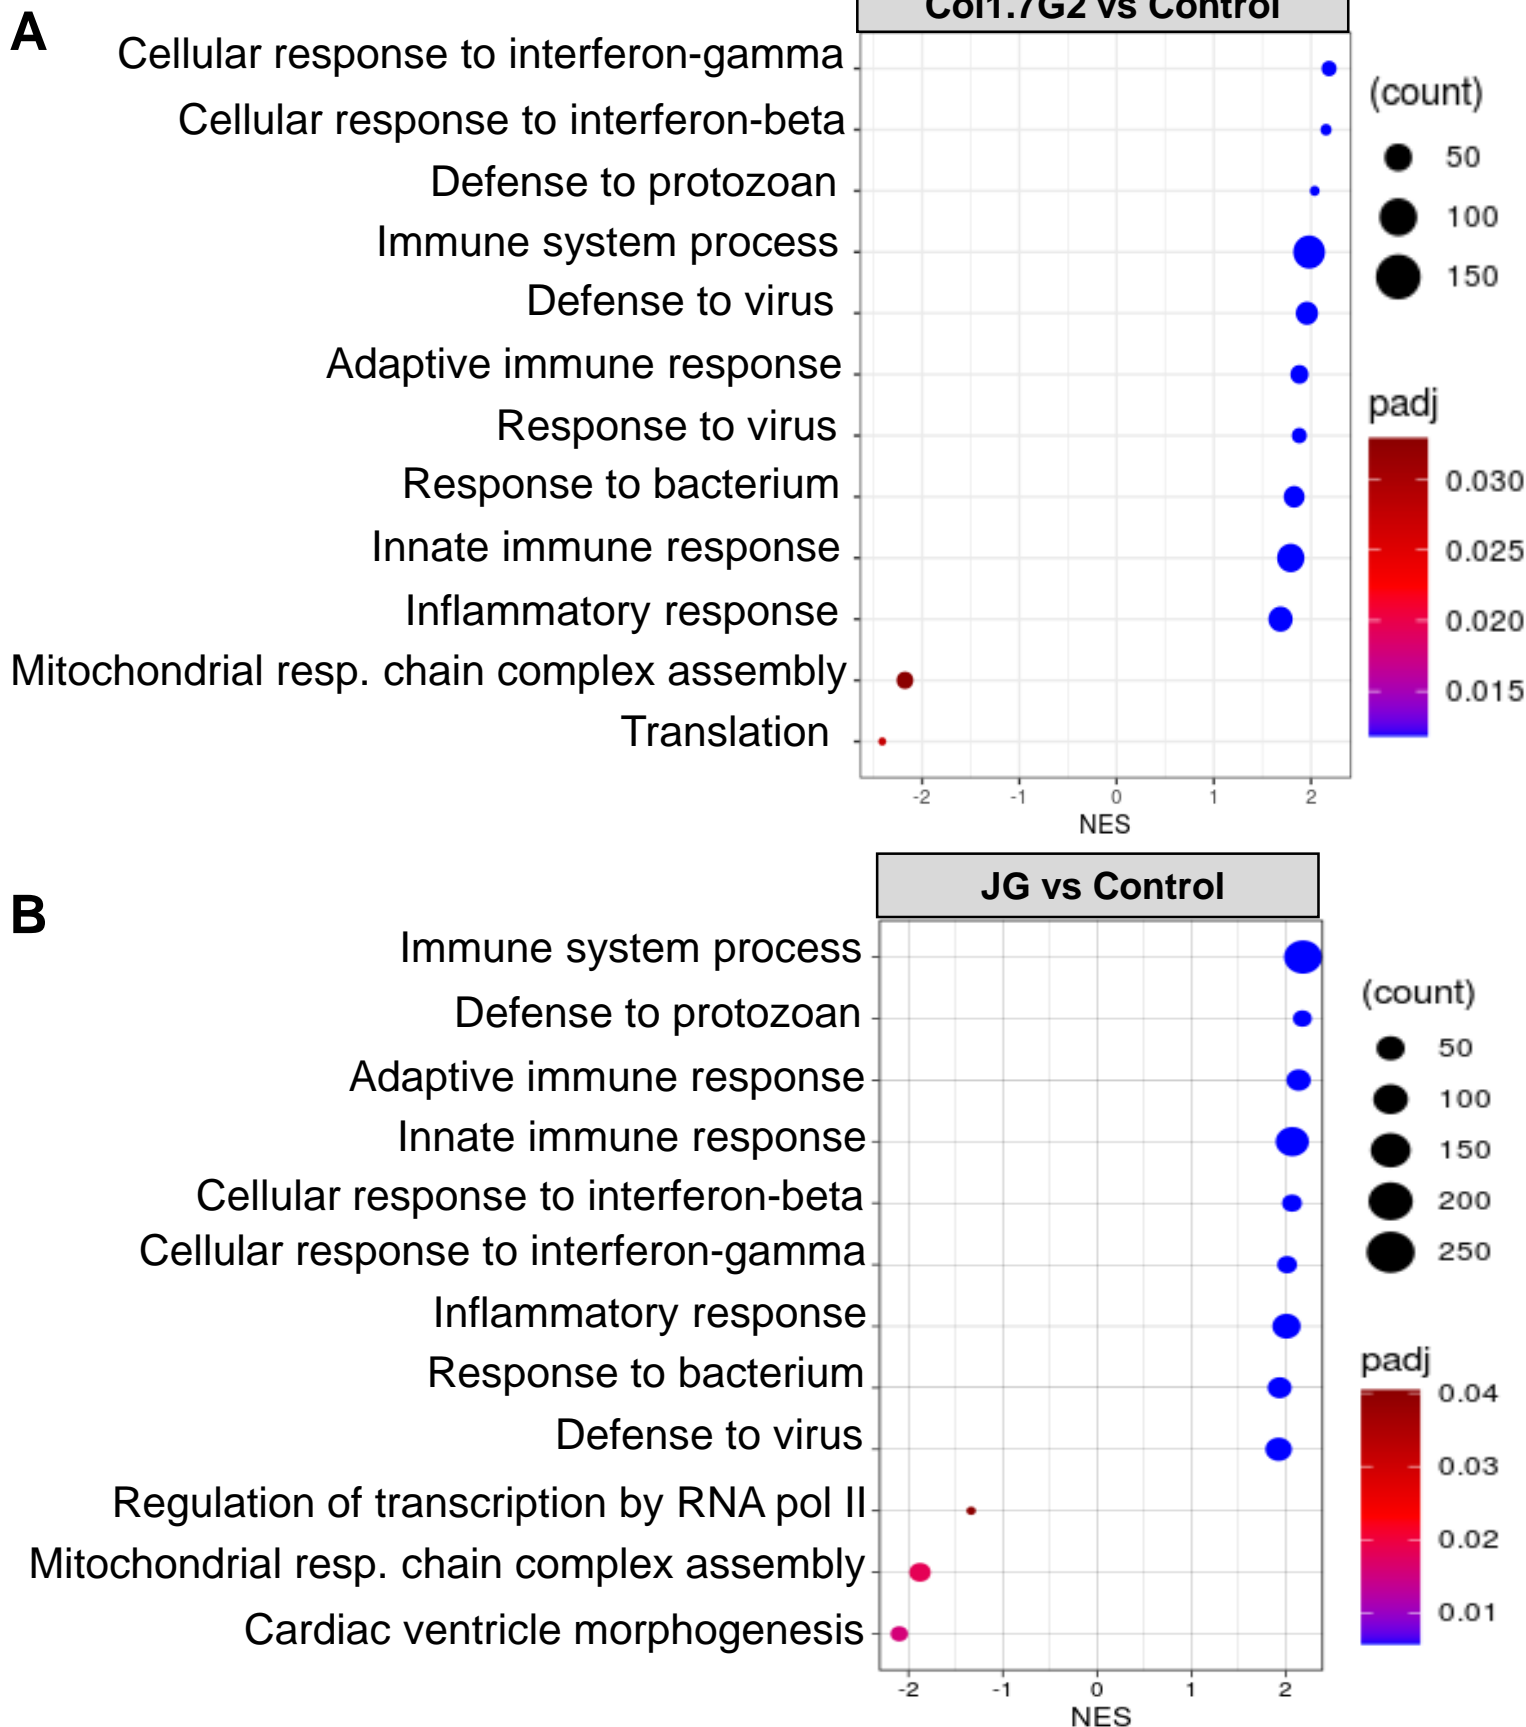 A
Col1.7G2 vs Control
Cellular response to interferon-gamma
Cellular response to interferon-beta
Defense to protozoan
Immune system process
Defense to virus
Adaptive immune response
Response to virus
Response to bacterium
Innate immune response
Inflammatory response
Mitochondrial resp. chain complex assembly
Translation
-2 -1 0 1 2
NES
(count)
50
100
150
padj
0.030
0.025
0.020
0.015
B
JG vs Control
Immune system process
Defense to protozoan
Adaptive immune response
Innate immune response
Cellular response to interferon-beta
Cellular response to interferon-gamma
Inflammatory response
Response to bacterium
Defense to virus
Regulation of transcription by RNA pol II
Mitochondrial resp. chain complex assembly
Cardiac ventricle morphogenesis
-2 -1 0 1 2
NES
(count)
50
100
150
200
250
padj
0.04
0.03
0.02
0.01